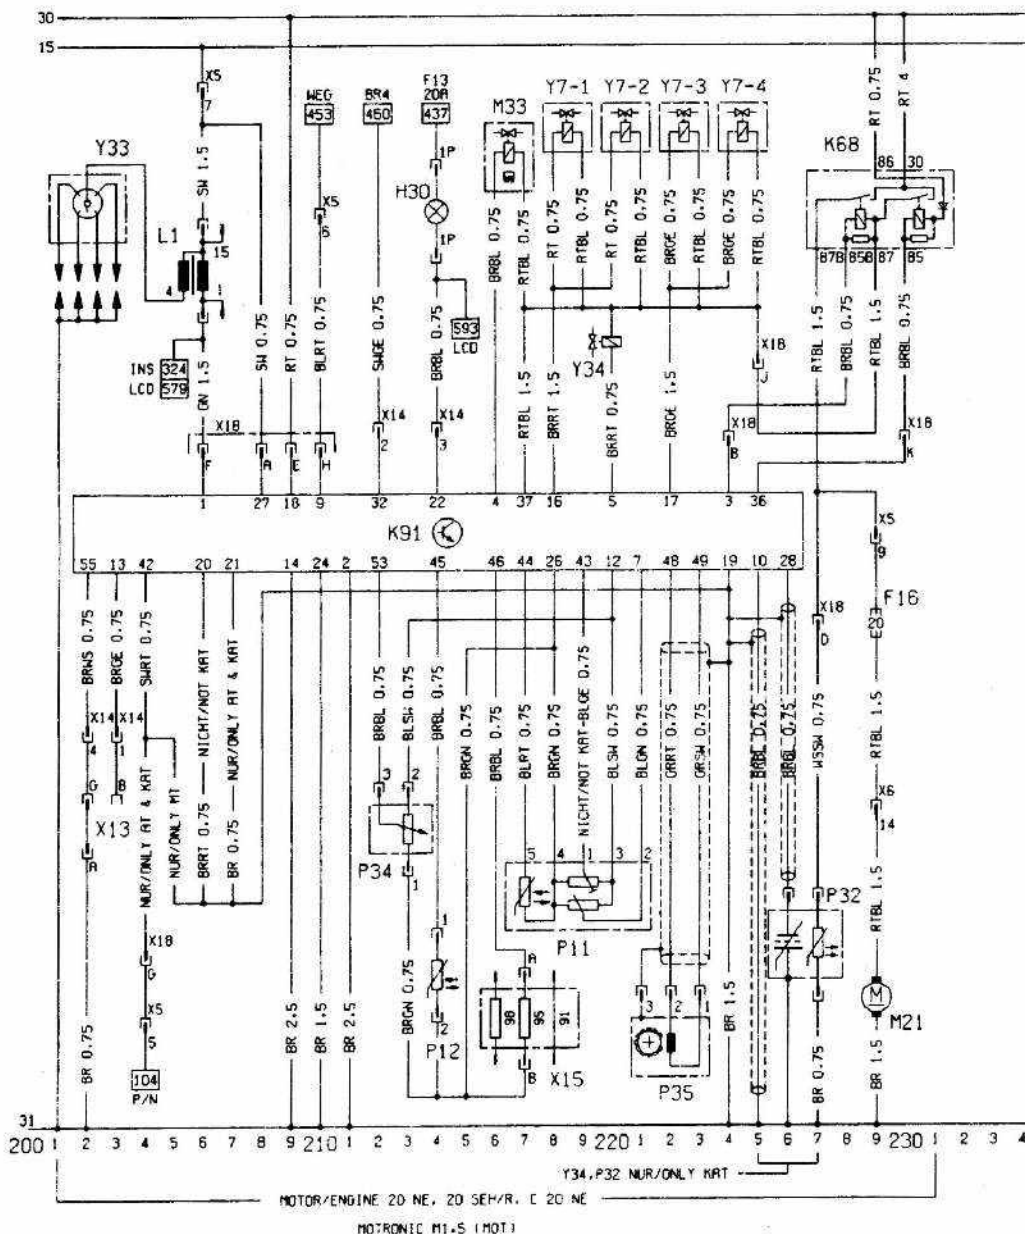 30
15
X5
7
WEG
453
BR4
460
F13
20A
437
M33
Y7-1
Y7-2
Y7-3
Y7-4
RT 0.75
RT 4
K68
86
30
Y33
SW 1.5
1P
H30
X5
6
1P
L1
15
4
1
BRBL 0.75
RTBL 0.75
RT 0.75
RTBL 0.75
RT 0.75
RTBL 0.75
BRGE 0.75
RTBL 0.75
BRGE 0.75
RTBL 0.75
87B
85B
87
85
INS 324
LCD 579
GN 1.5
SW 0.75
RT 0.75
BLRT 0.75
SWGE 0.75
BRBL 0.75
593
LCD
Y34
X18
J
RTBL 1.5
BRBL 0.75
RTBL 1.5
BRBL 0.75
X18
F
A
E
H
X14
2
X14
3
RTBL 1.5
BRRT 1.5
BRRT 0.75
BRGE 1.5
X18
B
X18
K
1
27
18
9
32
22
4
37
16
5
17
3
36
K91
55
13
42
20
21
14
24
2
53
45
46
44
26
43
12
7
48
49
19
10
28
X5
9
F16
20
X18
D
BRWS 0.75
BRGE 0.75
SWRT 0.75
X14
4
X14
1
G
B
X13
A
NUR/ONLY AT & KAT
NUR/ONLY MT
BRRT 0.75
NICHT/NOT KAT
BR 0.75
NUR/ONLY AT & KAT
BRBL 0.75
BLSW 0.75
BRBL 0.75
BRGN 0.75
BRBL 0.75
BLRT 0.75
BRGN 0.75
NICHT/NOT KAT-BLGE 0.75
BLSW 0.75
BLGN 0.75
GRRT 0.75
GRSW 0.75
BRBL 0.75
BRBL 0.75
WSSW 0.75
RTBL 1.5
X6
14
3
2
P34
1
5
4
1
3
2
P11
P32
X18
G
X5
5
104
P/N
BR 0.75
BR 2.5
BR 1.5
BR 2.5
BRGN 0.75
1
2
P12
A
98
95
91
B
X15
3
2
1
P35
BR 1.5
BR 0.75
RTBL 1.5
M
M21
BR 1.5
31
200 1 2 3 4 5 6 7 8 9 210 1 2 3 4 5 6 7 8 9 220 1 2 3 4 5 6 7 8 9 230 1 2 3 4
Y34,P32 NUR/ONLY KAT
MOTOR/ENGINE 20 NE, 20 SEH/R, C 20 NE
MOTRONIC M1.5 (MOT)